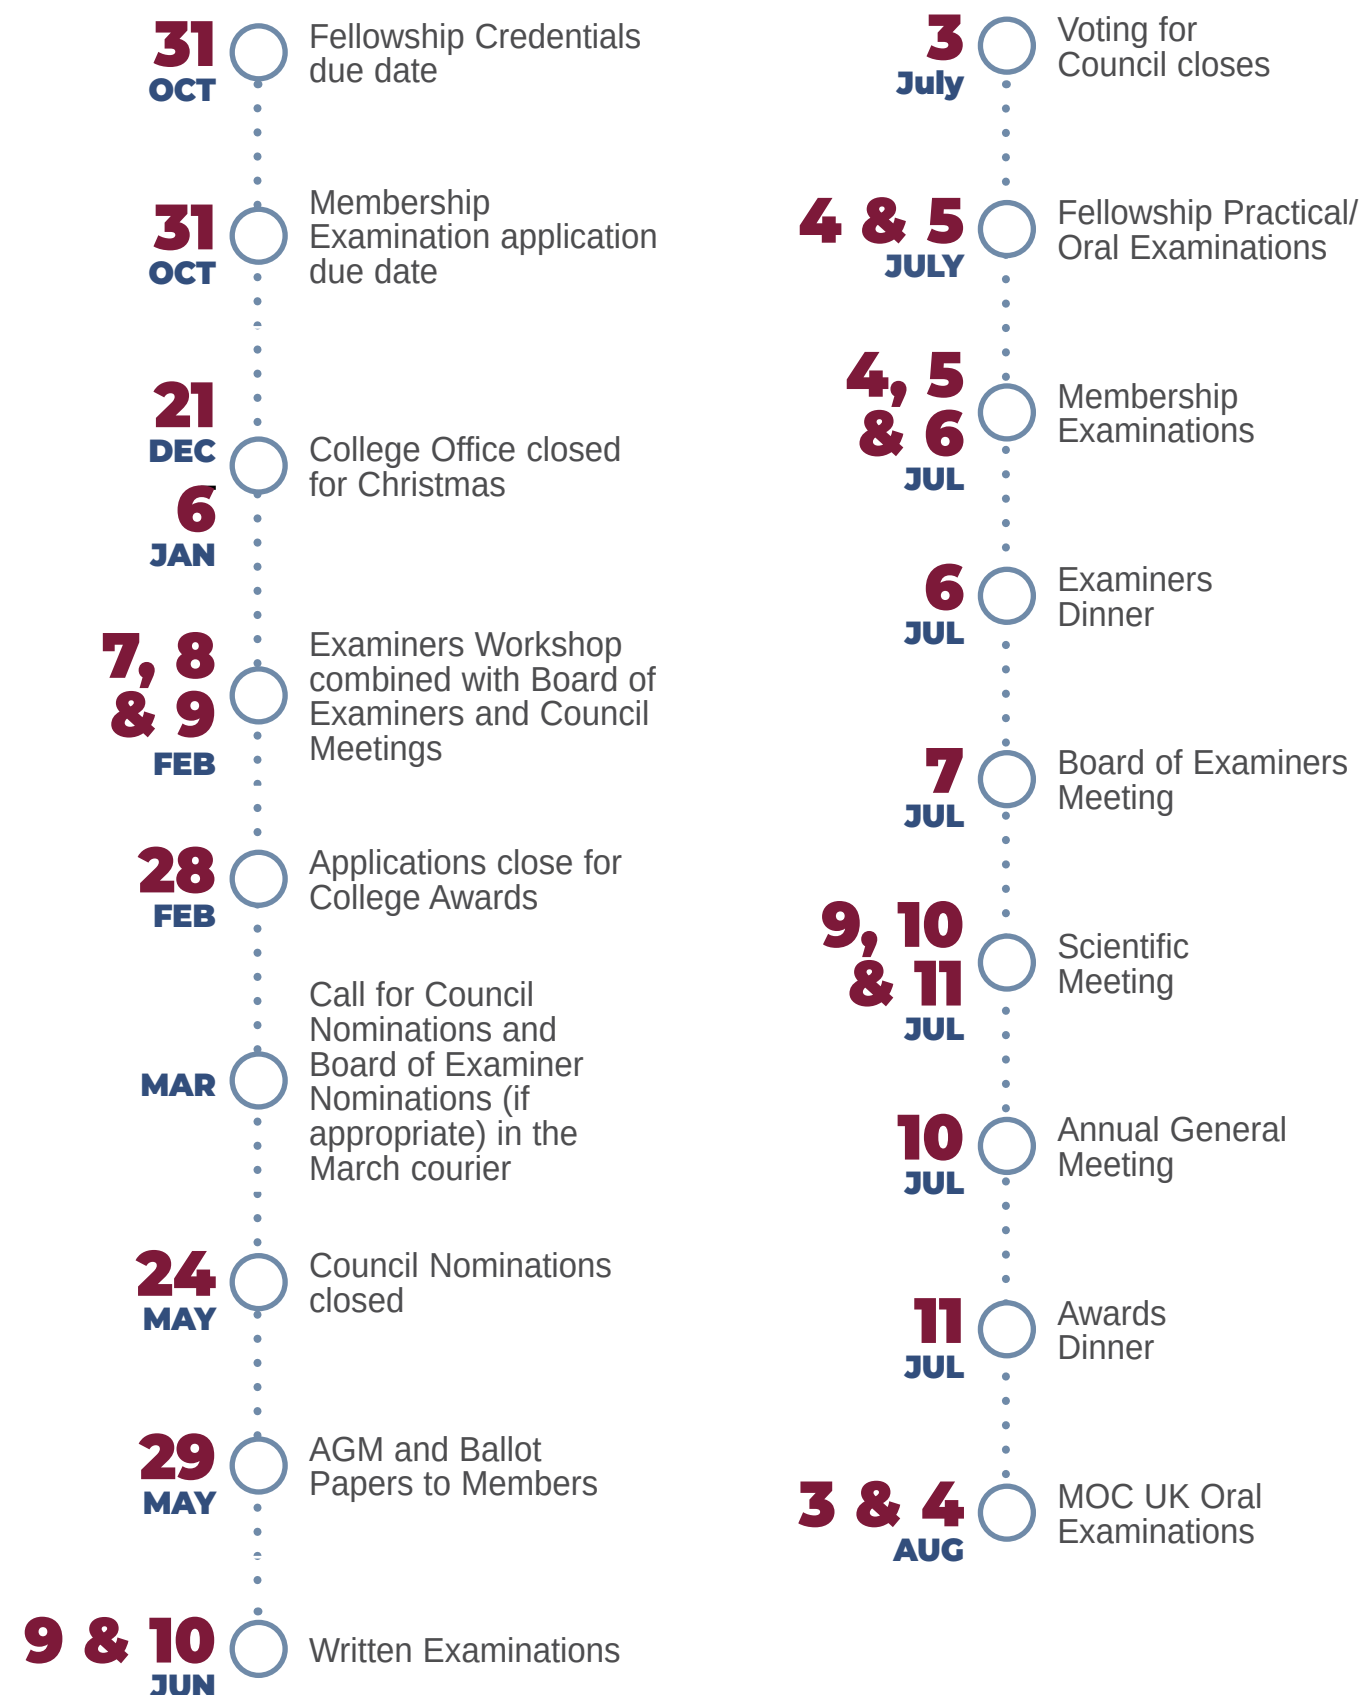 31
OCT
Fellowship Credentials
due date
31
OCT
Membership
Examination application
due date
21
DEC
6
JAN
College Office closed
for Christmas
7, 8
& 9
FEB
Examiners Workshop
combined with Board of
Examiners and Council
Meetings
28
FEB
Applications close for
College Awards
MAR
Call for Council
Nominations and
Board of Examiner
Nominations (if
appropriate) in the
March courier
24
MAY
Council Nominations
closed
29
MAY
AGM and Ballot
Papers to Members
9 & 10
JUN
Written Examinations
3
July
Voting for
Council closes
4 & 5
JULY
Fellowship Practical/
Oral Examinations
4, 5
& 6
JUL
Membership
Examinations
6
JUL
Examiners
Dinner
7
JUL
Board of Examiners
Meeting
9, 10
& 11
JUL
Scientific
Meeting
10
JUL
Annual General
Meeting
11
JUL
Awards
Dinner
3 & 4
AUG
MOC UK Oral
Examinations